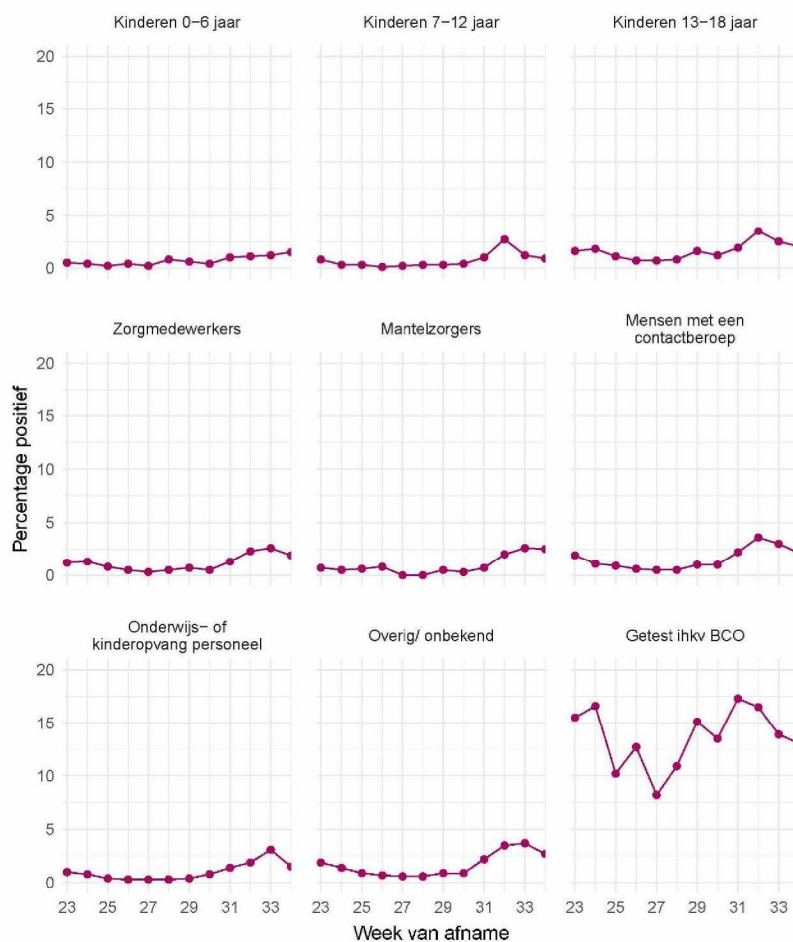 Kinderen 0−6 jaar
Kinderen 7−12 jaar
Kinderen 13−18 jaar
20
15
10
5
0
Zorgmedewerkers
Mantelzorgers
Mensen met een
contactberoep
20
15
10
5
0
Percentage positief
Onderwijs− of
kinderopvang personeel
Overig/ onbekend
Getest ihkv BCO
20
15
10
5
0
23 25 27 29 31 33
23 25 27 29 31 33
23 25 27 29 31 33
Week van afname